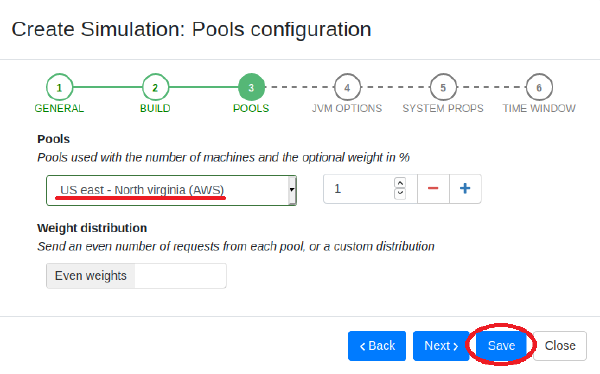 Create Simulation: Pools configuration
1 2 3 4 5 6
GENERAL BUILD POOLS JVM OPTIONS SYSTEM PROPS TIME WINDOW
Pools
Pools used with the number of machines and the optional weight in %
US east - North virginia (AWS) 1 − +
Weight distribution
Send an even number of requests from each pool, or a custom distribution
Even weights
‹ Back Next › Save Close